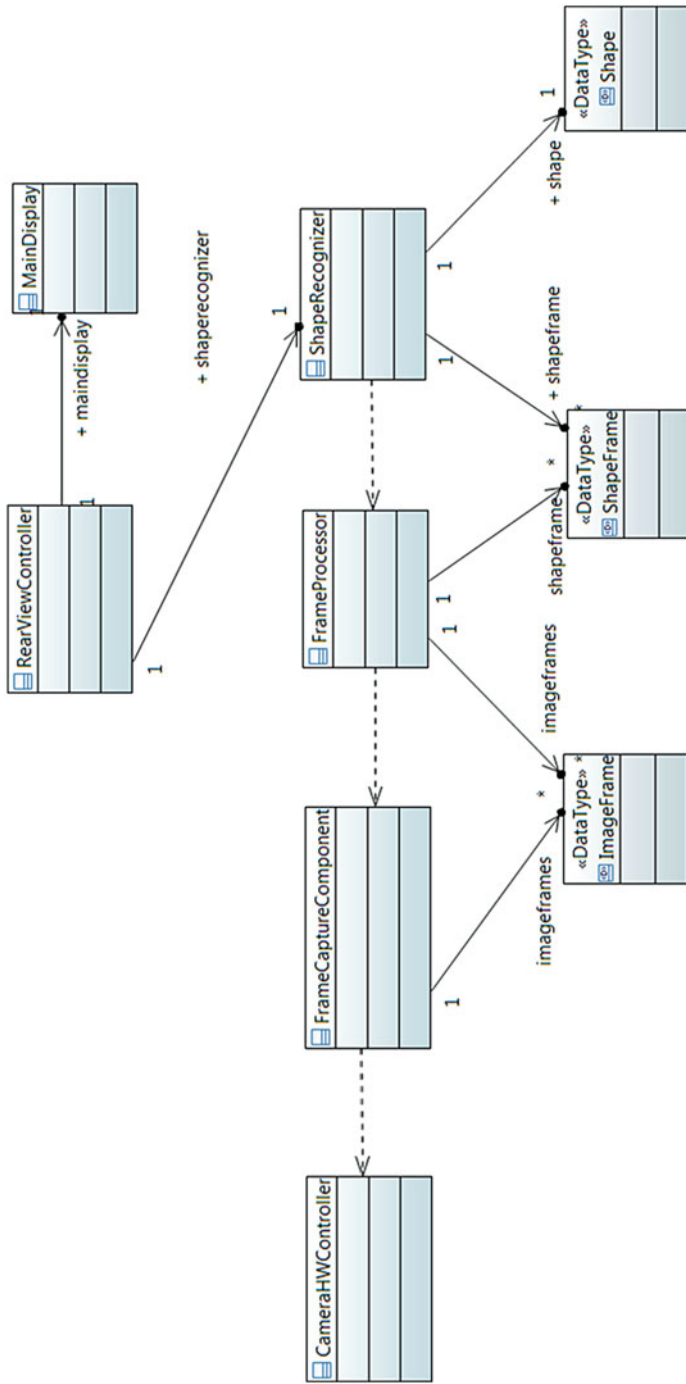 RearViewController
MainDisplay
1
1
+ maindisplay
1
+ shaperecognizer
1
CameraHWController
FrameCaptureComponent
FrameProcessor
ShapeRecognizer
1
1
1
1
1
imageframes
*
imageframes
*
shapeframe
*
+ shapeframe
*
+ shape
1
«DataType»
ImageFrame
«DataType»
ShapeFrame
«DataType»
Shape